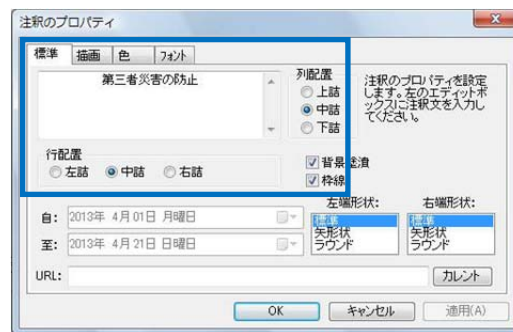 注釈のプロパティ
標準 描画 色 フォント
第三者災害の防止
列配置
上詰
中詰
下詰
注釈のプロパティを設定
します。左のエディットボ
ックスに注釈文を入力し
てください。
行配置
左詰 中詰 右詰
背景塗潰
枠線
自: 2013年 4月 01日 月曜日
至: 2013年 4月 21日 日曜日
左端形状: 右端形状:
標準 標準
矢形状 矢形状
ラウンド ラウンド
URL: カレント
OK キャンセル 適用(A)